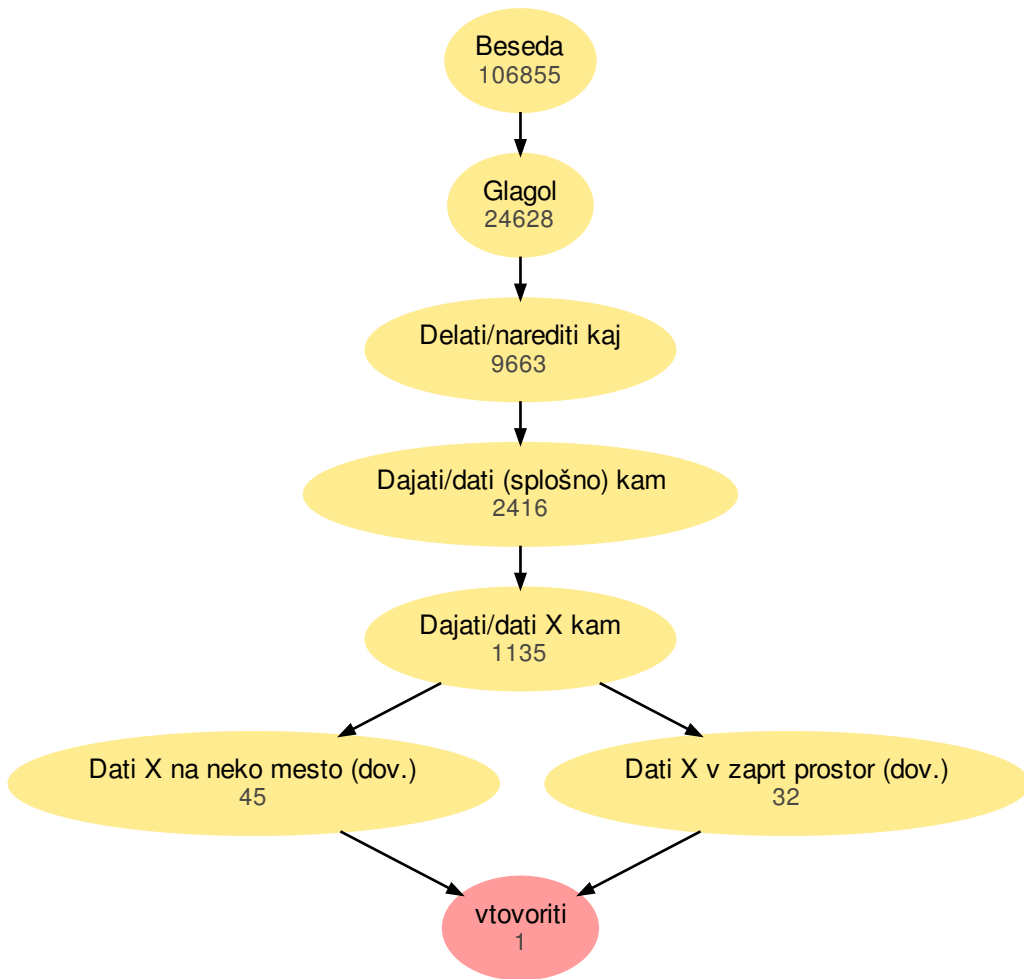 Beseda
106855
Glagol
24628
Delati/narediti kaj
9663
Dajati/dati (splošno) kam
2416
Dajati/dati X kam
1135
Dati X na neko mesto (dov.)
45
Dati X v zaprt prostor (dov.)
32
vtovoriti
1